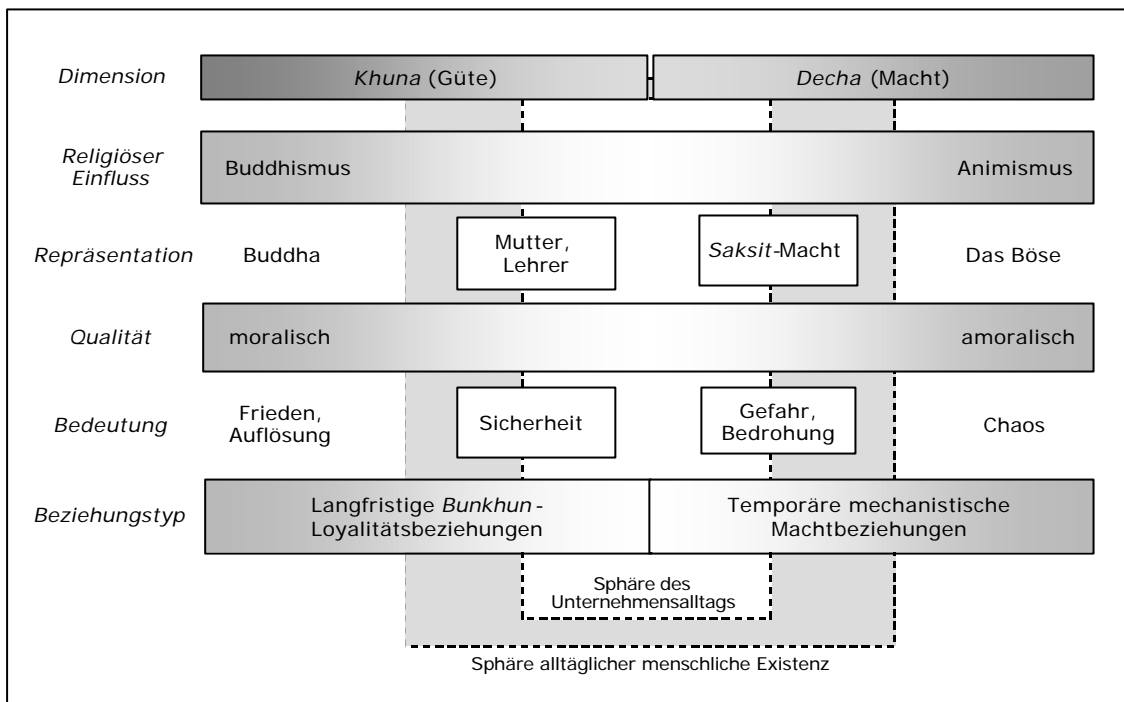 Dimension
Khuna (Güte)
Decha (Macht)
Religiöser
Einfluss
Buddhismus
Animismus
Repräsentation
Buddha
Mutter,
Lehrer
Saksit-Macht
Das Böse
Qualität
moralisch
amoralisch
Bedeutung
Frieden,
Auflösung
Sicherheit
Gefahr,
Bedrohung
Chaos
Beziehungstyp
Langfristige Bunkhun-
Loyalitätsbeziehungen
Temporäre mechanistische
Machtbeziehungen
Sphäre des
Unternehmensalltags
Sphäre alltäglicher menschliche Existenz